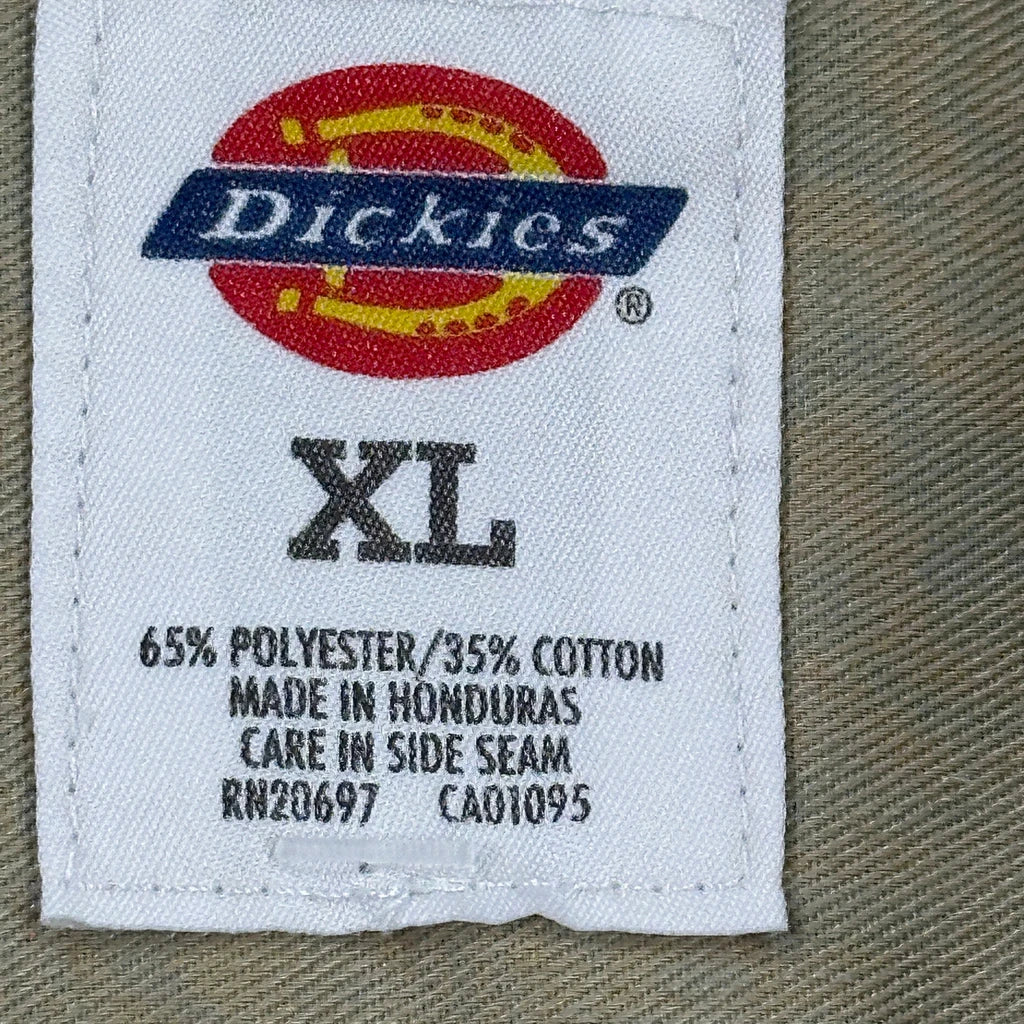 Dickies
®
XL
65% POLYESTER/35% COTTON
MADE IN HONDURAS
CARE IN SIDE SEAM
RN20697 CA01095